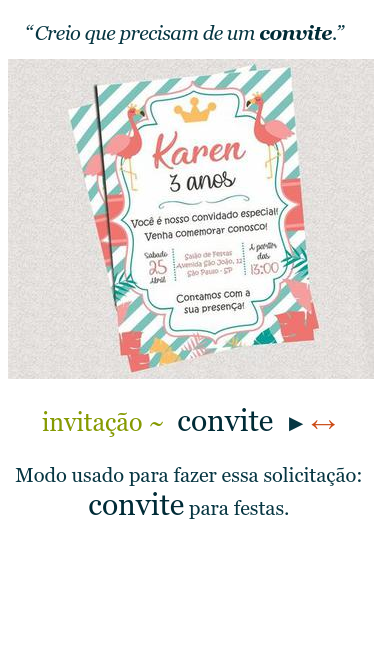 “Creio que precisam de um convite.”
Karen
3 anos
Você é nosso convidado especial!
Venha comemorar conosco!
Sabado
25
Abril
Salão de Festas
Avenida São João, 12
São Paulo - SP
A partir
das
13:00
Contamos com a
sua presença!
invitação ~ convite ► ↔
Modo usado para fazer essa solicitação:
convite para festas.